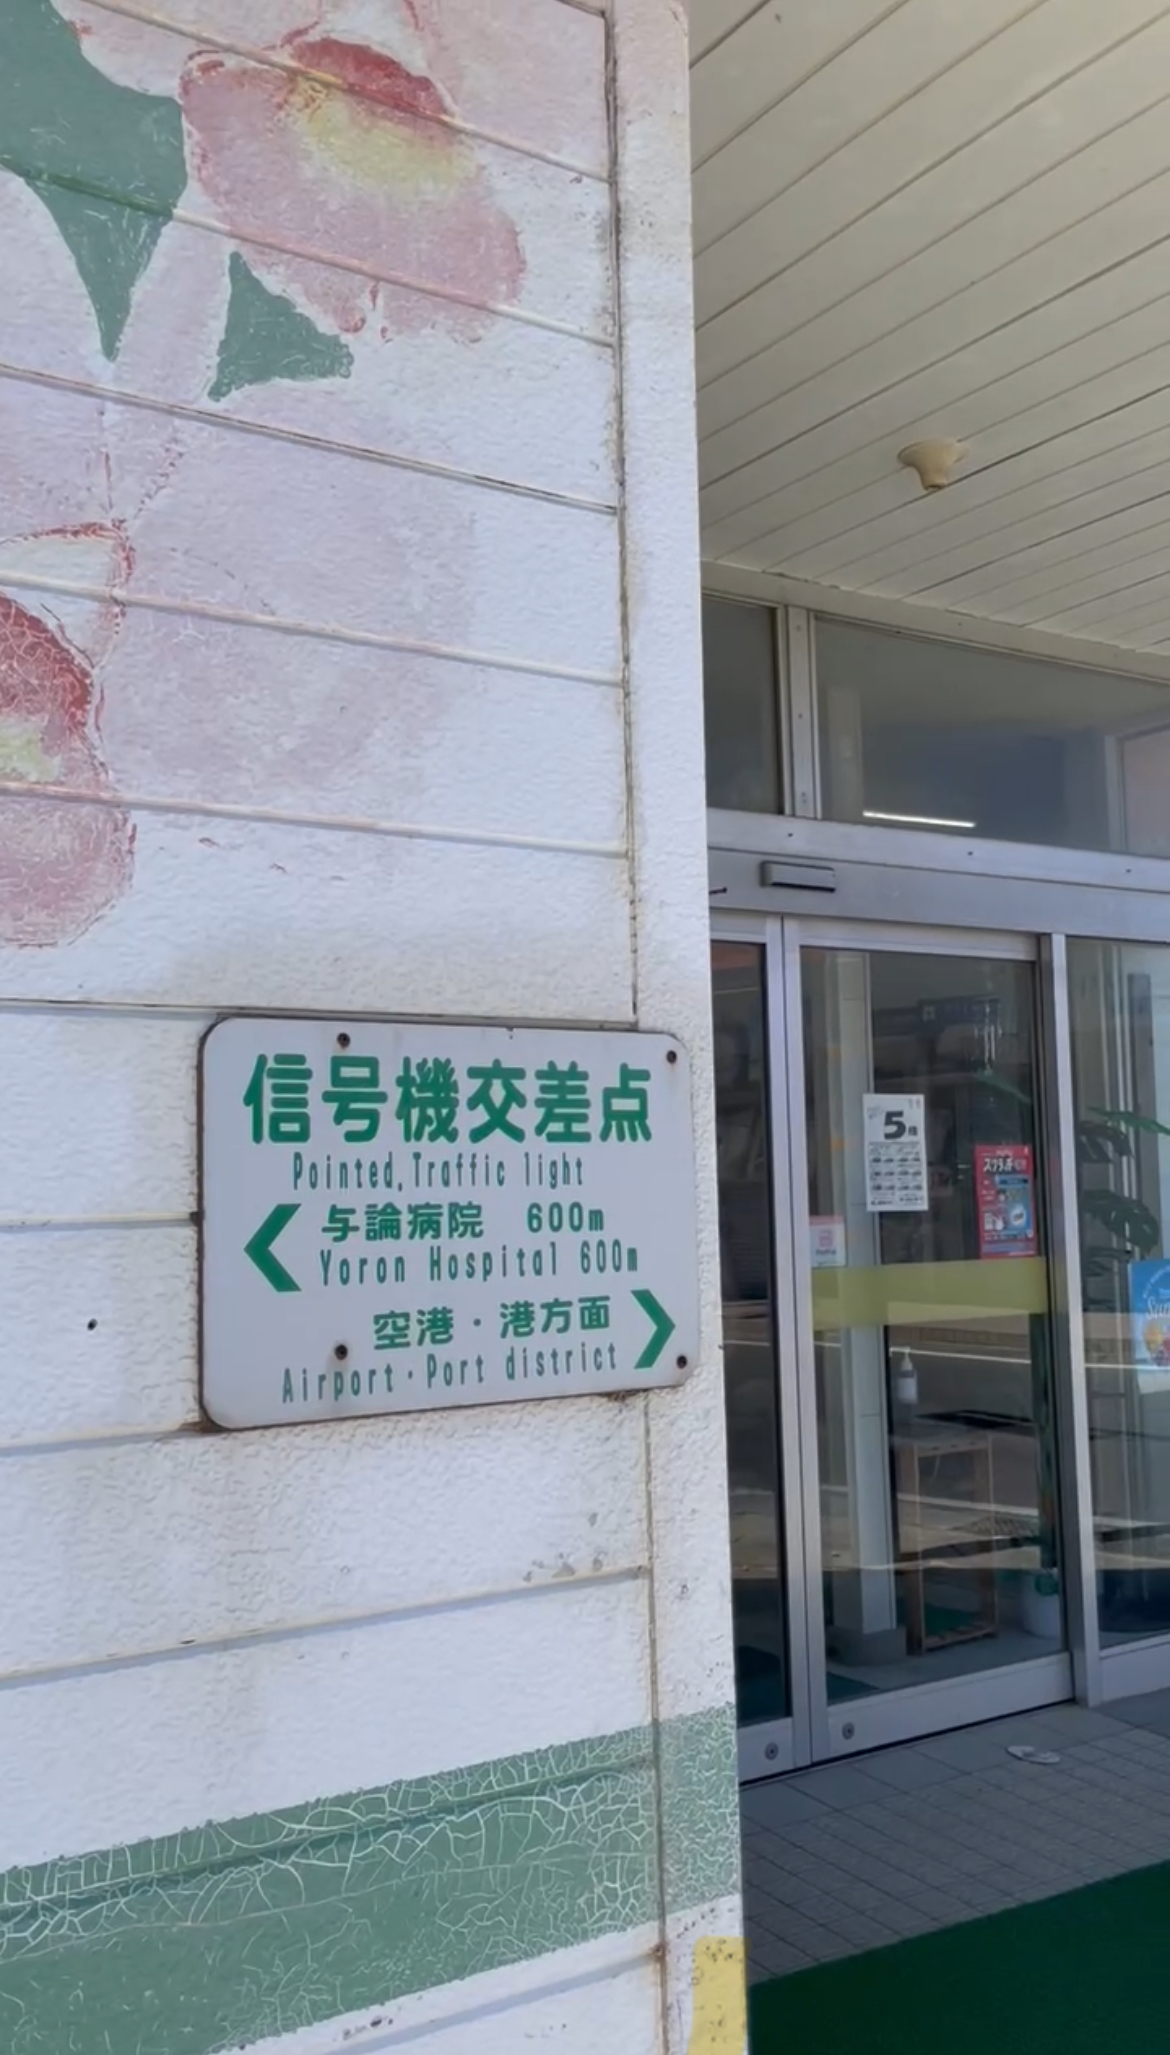 信号機交差点
Pointed,Traffic light
与論病院 600m
Yoron Hospital 600m
空港・港方面
Airport・Port district
5